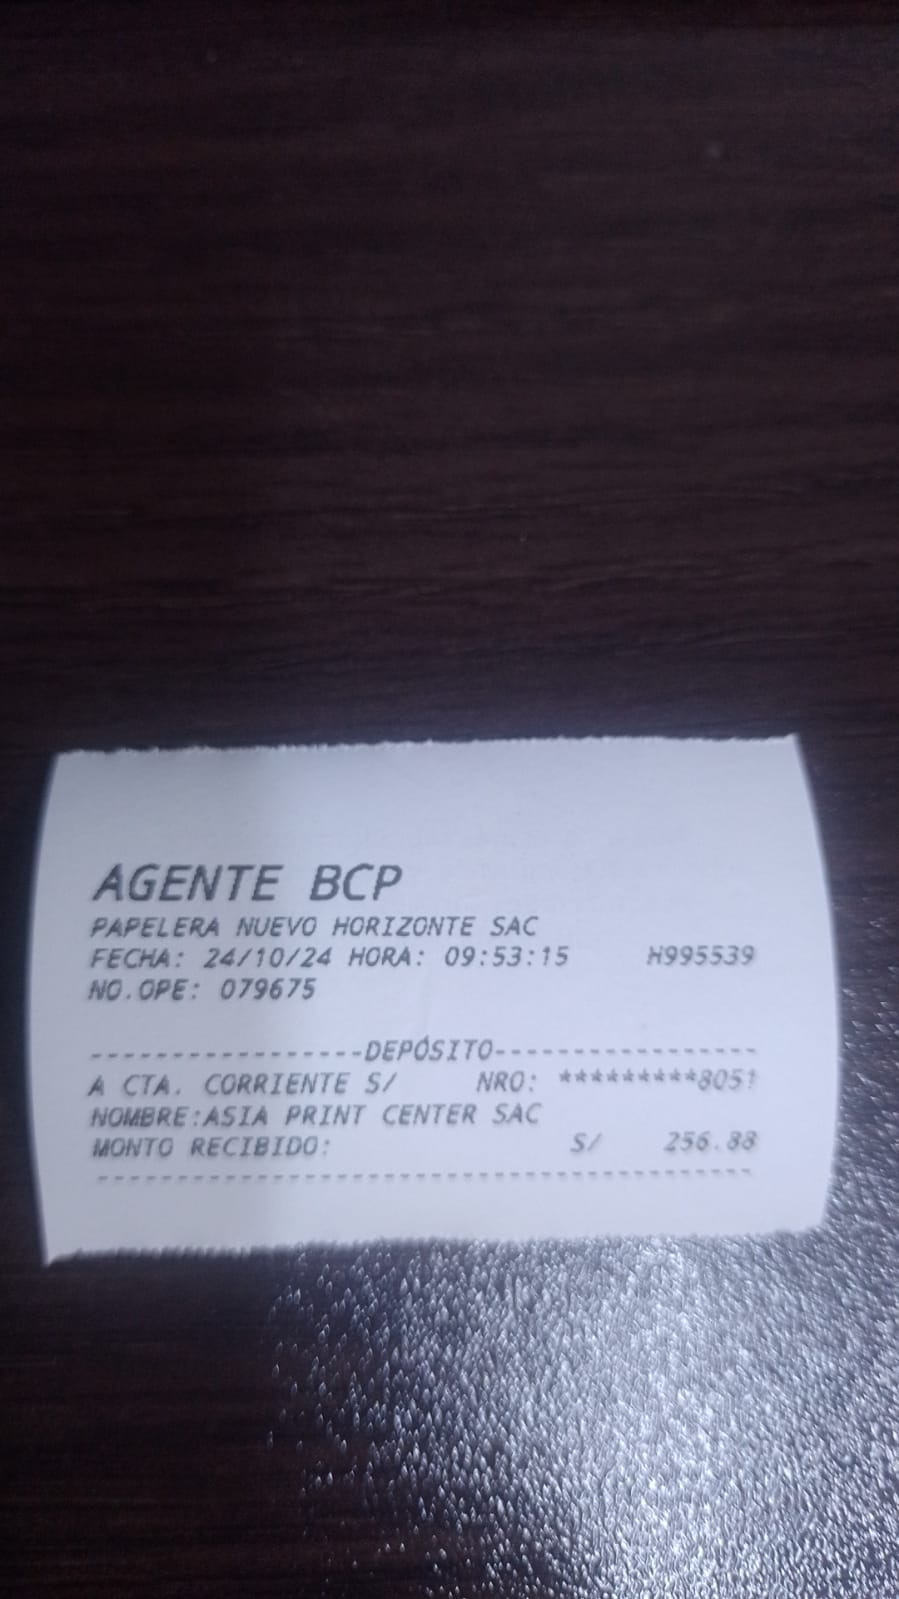 AGENTE BCP
PAPELERA NUEVO HORIZONTE SAC
FECHA: 24/10/24 HORA: 09:53:15 H995539
NO.OPE: 079675
-----------------DEPÓSITO-----------------
A CTA. CORRIENTE S/ NRO: *********8051
NOMBRE:ASIA PRINT CENTER SAC
MONTO RECIBIDO: S/ 256.88
-----------------------------------------